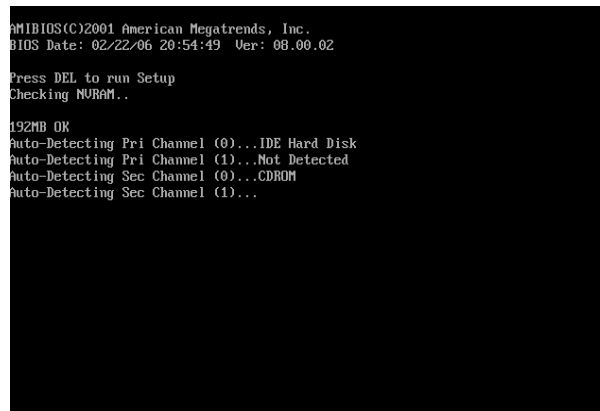 AMIBIOS(C)2001 American Megatrends, Inc.
BIOS Date: 02/22/06 20:54:49 Ver: 08.00.02
Press DEL to run Setup
Checking NVRAM..
192MB OK
Auto-Detecting Pri Channel (0)...IDE Hard Disk
Auto-Detecting Pri Channel (1)...Not Detected
Auto-Detecting Sec Channel (0)...CDROM
Auto-Detecting Sec Channel (1)...